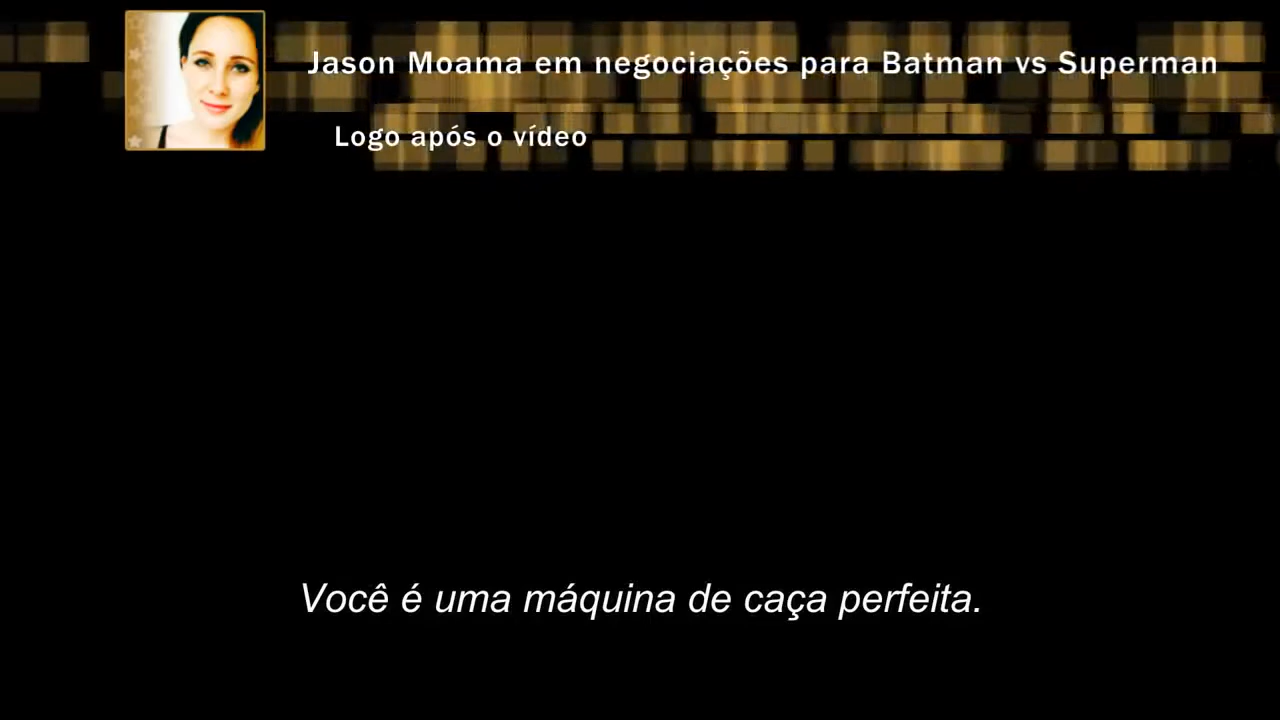 Jason Moama em negociações para Batman vs Superman
Logo após o vídeo
Você é uma máquina de caça perfeita.